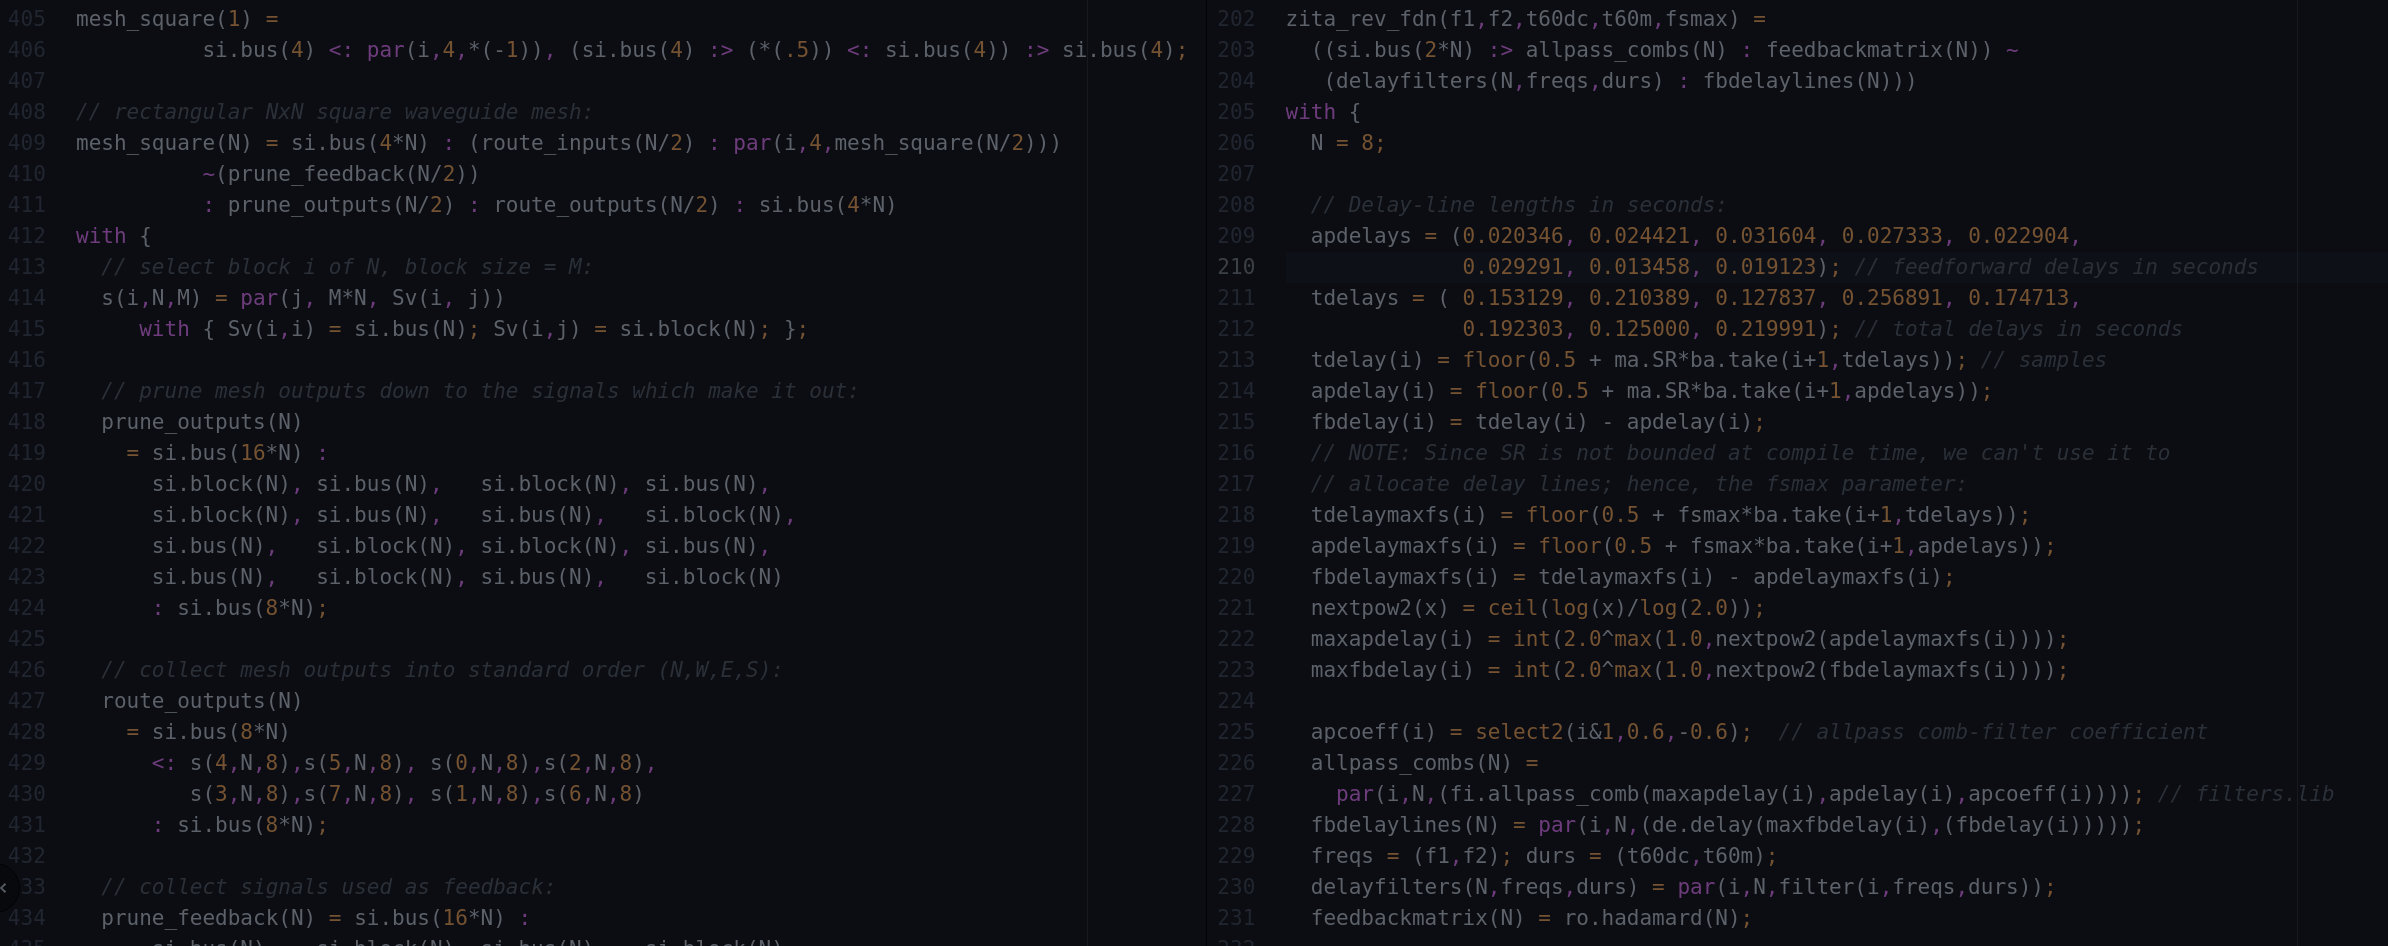 405 mesh_square(1) =
406           si.bus(4) <: par(i,4,*(-1)), (si.bus(4) :> (*(.5)) <: si.bus(4)) :> si.bus(4);
407
408 // rectangular NxN square waveguide mesh:
409 mesh_square(N) = si.bus(4*N) : (route_inputs(N/2) : par(i,4,mesh_square(N/2)))
410           ~(prune_feedback(N/2))
411           : prune_outputs(N/2) : route_outputs(N/2) : si.bus(4*N)
412 with {
413   // select block i of N, block size = M:
414   s(i,N,M) = par(j, M*N, Sv(i, j))
415      with { Sv(i,i) = si.bus(N); Sv(i,j) = si.block(N); };
416
417   // prune mesh outputs down to the signals which make it out:
418   prune_outputs(N)
419     = si.bus(16*N) :
420       si.block(N), si.bus(N),   si.block(N), si.bus(N),
421       si.block(N), si.bus(N),   si.bus(N),   si.block(N),
422       si.bus(N),   si.block(N), si.block(N), si.bus(N),
423       si.bus(N),   si.block(N), si.bus(N),   si.block(N)
424       : si.bus(8*N);
425
426   // collect mesh outputs into standard order (N,W,E,S):
427   route_outputs(N)
428     = si.bus(8*N)
429       <: s(4,N,8),s(5,N,8), s(0,N,8),s(2,N,8),
430          s(3,N,8),s(7,N,8), s(1,N,8),s(6,N,8)
431       : si.bus(8*N);
432
33   // collect signals used as feedback:
434   prune_feedback(N) = si.bus(16*N) :
435       si.bus(N),   si.block(N), si.bus(N),   si.block(N)
202 zita_rev_fdn(f1,f2,t60dc,t60m,fsmax) =
203   ((si.bus(2*N) :> allpass_combs(N) : feedbackmatrix(N)) ~
204    (delayfilters(N,freqs,durs) : fbdelaylines(N)))
205 with {
206   N = 8;
207
208   // Delay-line lengths in seconds:
209   apdelays = (0.020346, 0.024421, 0.031604, 0.027333, 0.022904,
210               0.029291, 0.013458, 0.019123); // feedforward delays in seconds
211   tdelays = ( 0.153129, 0.210389, 0.127837, 0.256891, 0.174713,
212               0.192303, 0.125000, 0.219991); // total delays in seconds
213   tdelay(i) = floor(0.5 + ma.SR*ba.take(i+1,tdelays)); // samples
214   apdelay(i) = floor(0.5 + ma.SR*ba.take(i+1,apdelays));
215   fbdelay(i) = tdelay(i) - apdelay(i);
216   // NOTE: Since SR is not bounded at compile time, we can't use it to
217   // allocate delay lines; hence, the fsmax parameter:
218   tdelaymaxfs(i) = floor(0.5 + fsmax*ba.take(i+1,tdelays));
219   apdelaymaxfs(i) = floor(0.5 + fsmax*ba.take(i+1,apdelays));
220   fbdelaymaxfs(i) = tdelaymaxfs(i) - apdelaymaxfs(i);
221   nextpow2(x) = ceil(log(x)/log(2.0));
222   maxapdelay(i) = int(2.0^max(1.0,nextpow2(apdelaymaxfs(i))));
223   maxfbdelay(i) = int(2.0^max(1.0,nextpow2(fbdelaymaxfs(i))));
224
225   apcoeff(i) = select2(i&1,0.6,-0.6);  // allpass comb-filter coefficient
226   allpass_combs(N) =
227     par(i,N,(fi.allpass_comb(maxapdelay(i),apdelay(i),apcoeff(i)))); // filters.lib
228   fbdelaylines(N) = par(i,N,(de.delay(maxfbdelay(i),(fbdelay(i)))));
229   freqs = (f1,f2); durs = (t60dc,t60m);
230   delayfilters(N,freqs,durs) = par(i,N,filter(i,freqs,durs));
231   feedbackmatrix(N) = ro.hadamard(N);
232